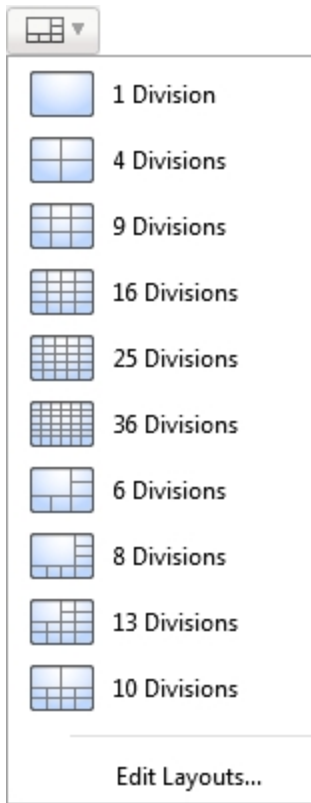 1 Division
4 Divisions
9 Divisions
16 Divisions
25 Divisions
36 Divisions
6 Divisions
8 Divisions
13 Divisions
10 Divisions
Edit Layouts...